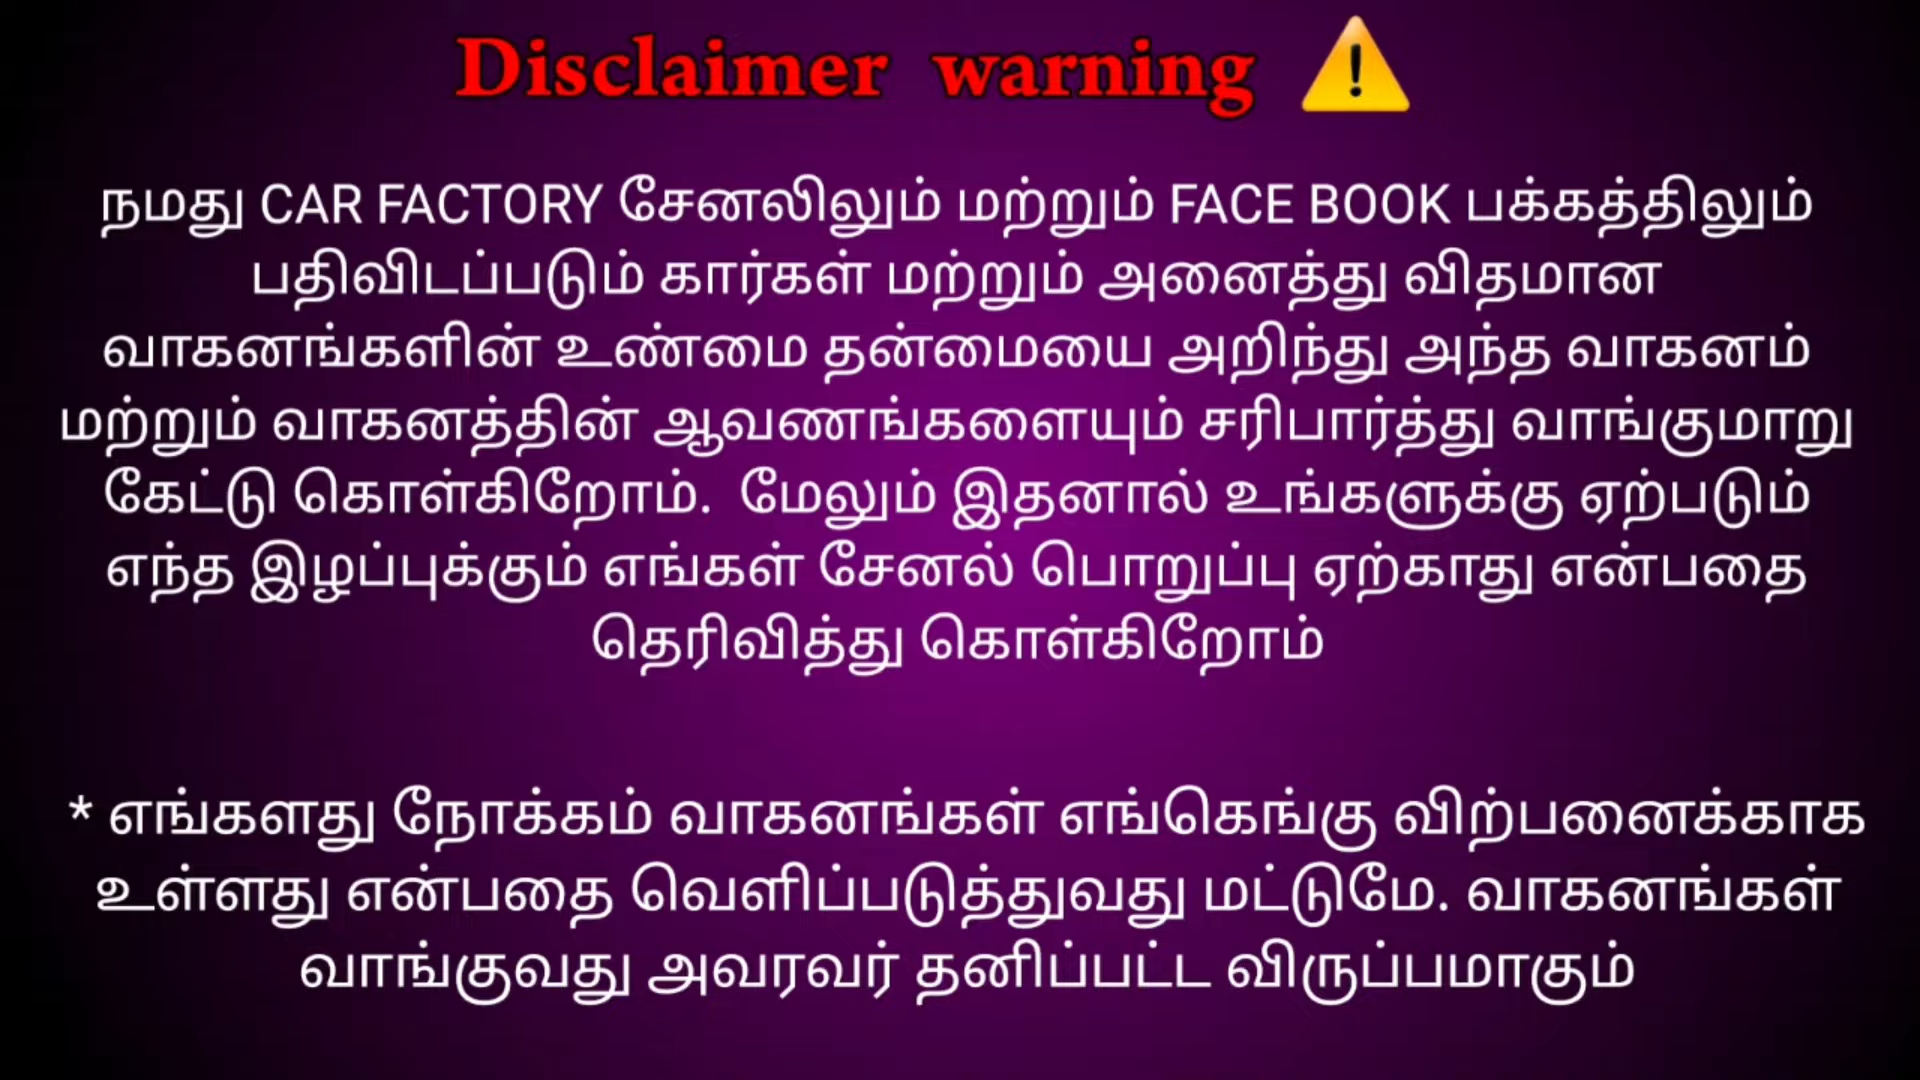 Disclaimer warning ⚠️
நமது CAR FACTORY சேனலிலும் மற்றும் FACE BOOK பக்கத்திலும்
பதிவிடப்படும் கார்கள் மற்றும் அனைத்து விதமான
வாகனங்களின் உண்மை தன்மையை அறிந்து அந்த வாகனம்
மற்றும் வாகனத்தின் ஆவணங்களையும் சரிபார்த்து வாங்குமாறு
கேட்டு கொள்கிறோம். மேலும் இதனால் உங்களுக்கு ஏற்படும்
எந்த இழப்புக்கும் எங்கள் சேனல் பொறுப்பு ஏற்காது என்பதை
தெரிவித்து கொள்கிறோம்
* எங்களது நோக்கம் வாகனங்கள் எங்கெங்கு விற்பனைக்காக
உள்ளது என்பதை வெளிப்படுத்துவது மட்டுமே. வாகனங்கள்
வாங்குவது அவரவர் தனிப்பட்ட விருப்பமாகும்